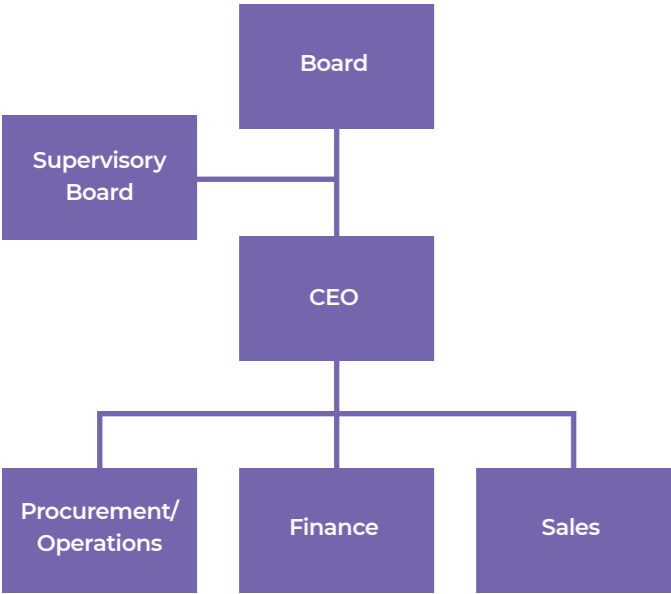 Board
Supervisory
Board
CEO
Procurement/
Operations
Finance
Sales